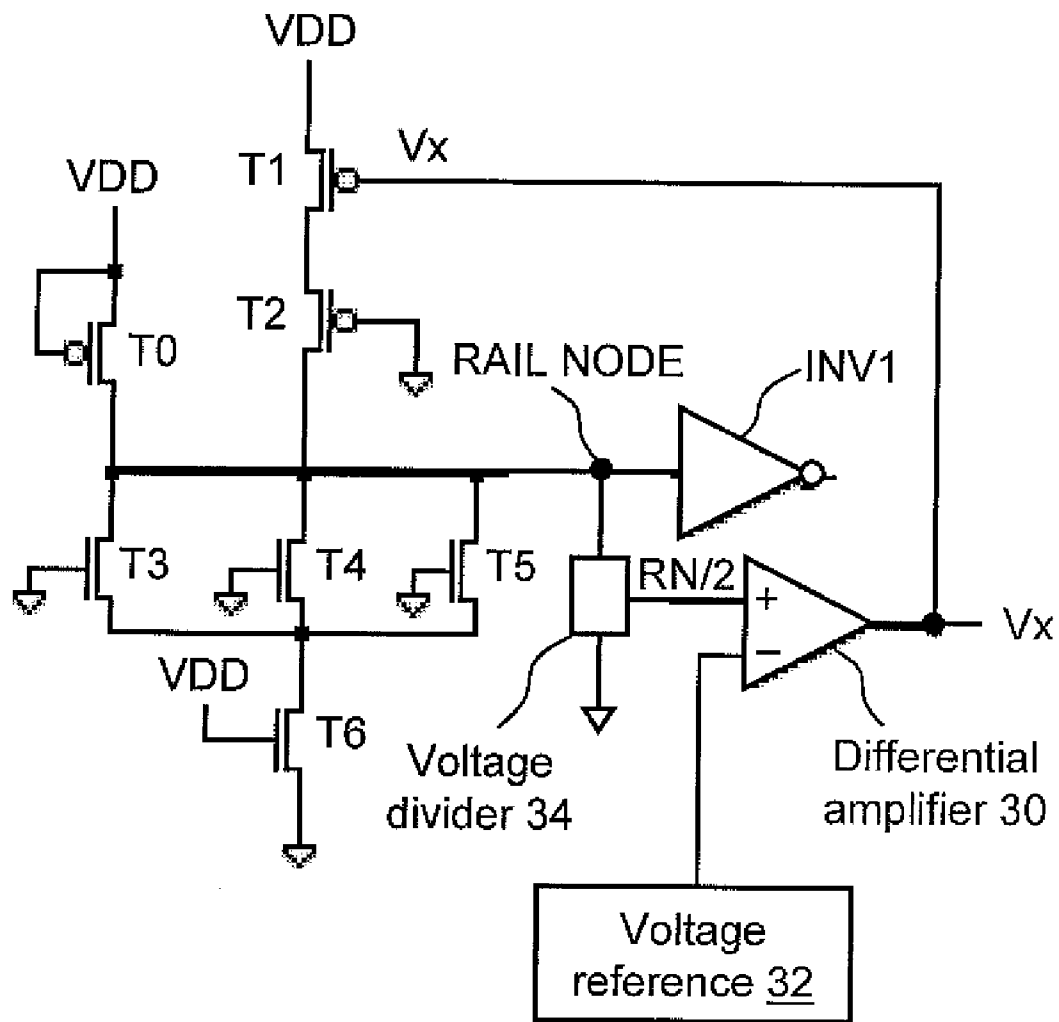 VDD
VDD
T1
Vx
T0
T2
RAIL NODE
INV1
T3
T4
T5
RN/2
+
−
Vx
VDD
T6
Voltage
divider 34
Differential
amplifier 30
Voltage
reference 32